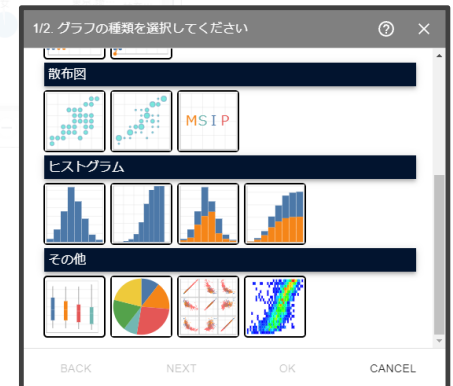 1/2. グラフの種類を選択してください
散布図
MSIP
ヒストグラム
その他
BACK NEXT OK CANCEL